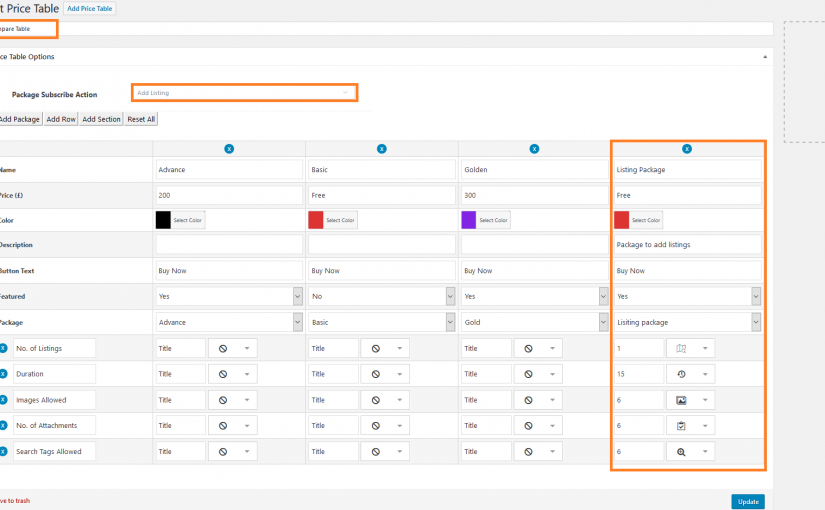 t Price Table Add Price Table
mpare Table
ice Table Options
Package Subscribe Action Add Listing
Add Package Add Row Add Section Reset All
X X X X
Name Advance Basic Golden Listing Package
Price (£) 200 Free 300 Free
Color Select Color Select Color Select Color Select Color
Description Package to add listings
Button Text Buy Now Buy Now Buy Now Buy Now
Featured Yes No Yes Yes
Package Advance Basic Gold Lisiting package
X No. of Listings Title Title Title 1
X Duration Title Title Title 15
X Images Allowed Title Title Title 6
X No. of Attachments Title Title Title 6
X Search Tags Allowed Title Title Title 6
ve to trash Update